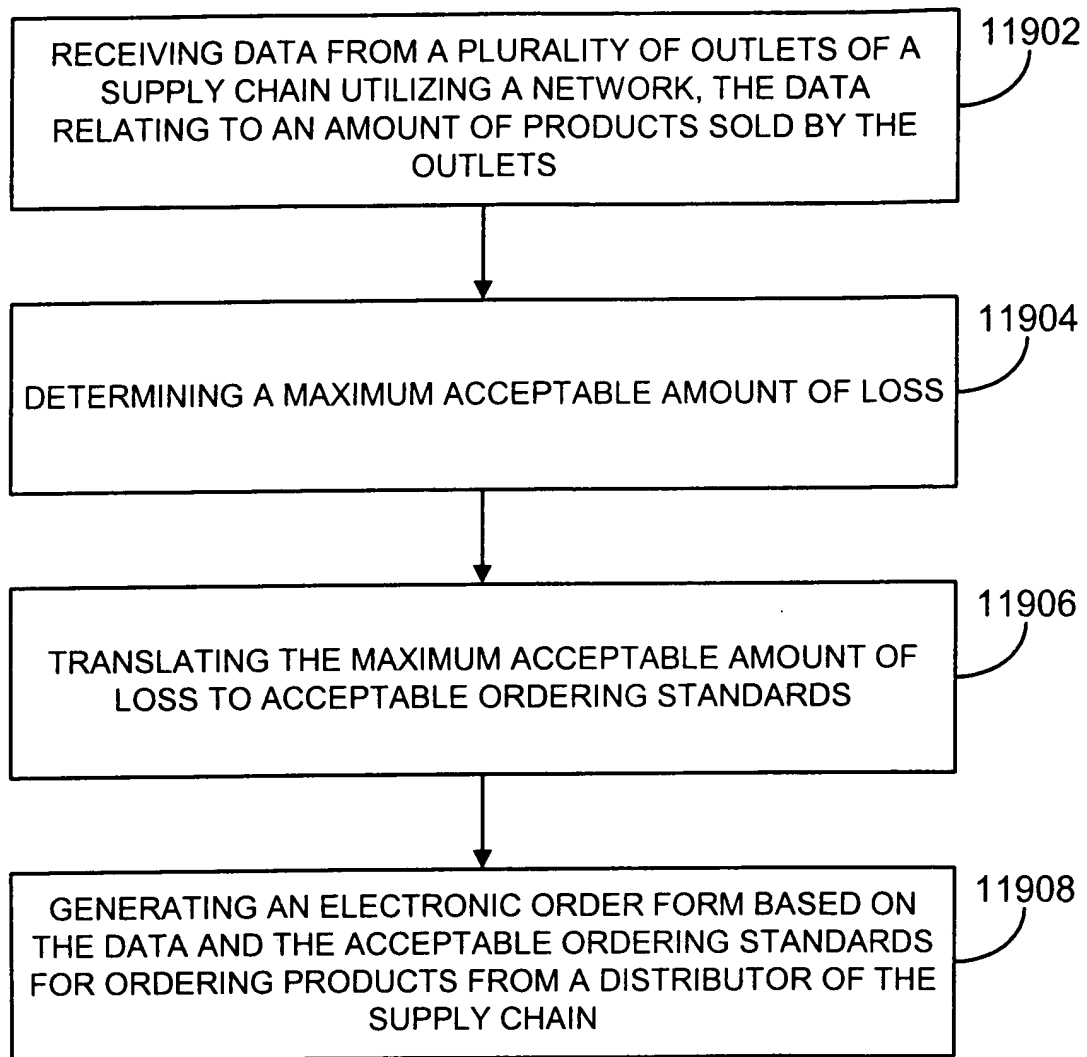 RECEIVING DATA FROM A PLURALITY OF OUTLETS OF A
SUPPLY CHAIN UTILIZING A NETWORK, THE DATA
RELATING TO AN AMOUNT OF PRODUCTS SOLD BY THE
OUTLETS
11902
DETERMINING A MAXIMUM ACCEPTABLE AMOUNT OF LOSS
11904
TRANSLATING THE MAXIMUM ACCEPTABLE AMOUNT OF
LOSS TO ACCEPTABLE ORDERING STANDARDS
11906
GENERATING AN ELECTRONIC ORDER FORM BASED ON
THE DATA AND THE ACCEPTABLE ORDERING STANDARDS
FOR ORDERING PRODUCTS FROM A DISTRIBUTOR OF THE
SUPPLY CHAIN
11908